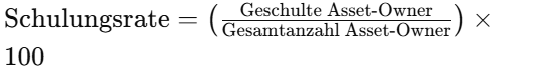 Schulungsrate = (Geschulte Asset-Owner / Gesamtanzahl Asset-Owner) ×
100